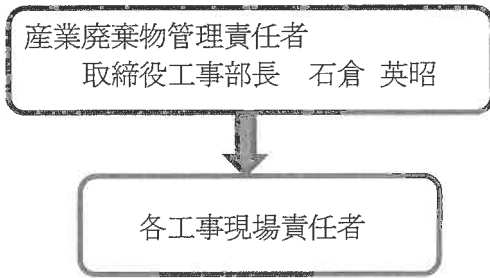 産業廃棄物管理責任者
取締役工事部長　石倉 英昭
各工事現場責任者